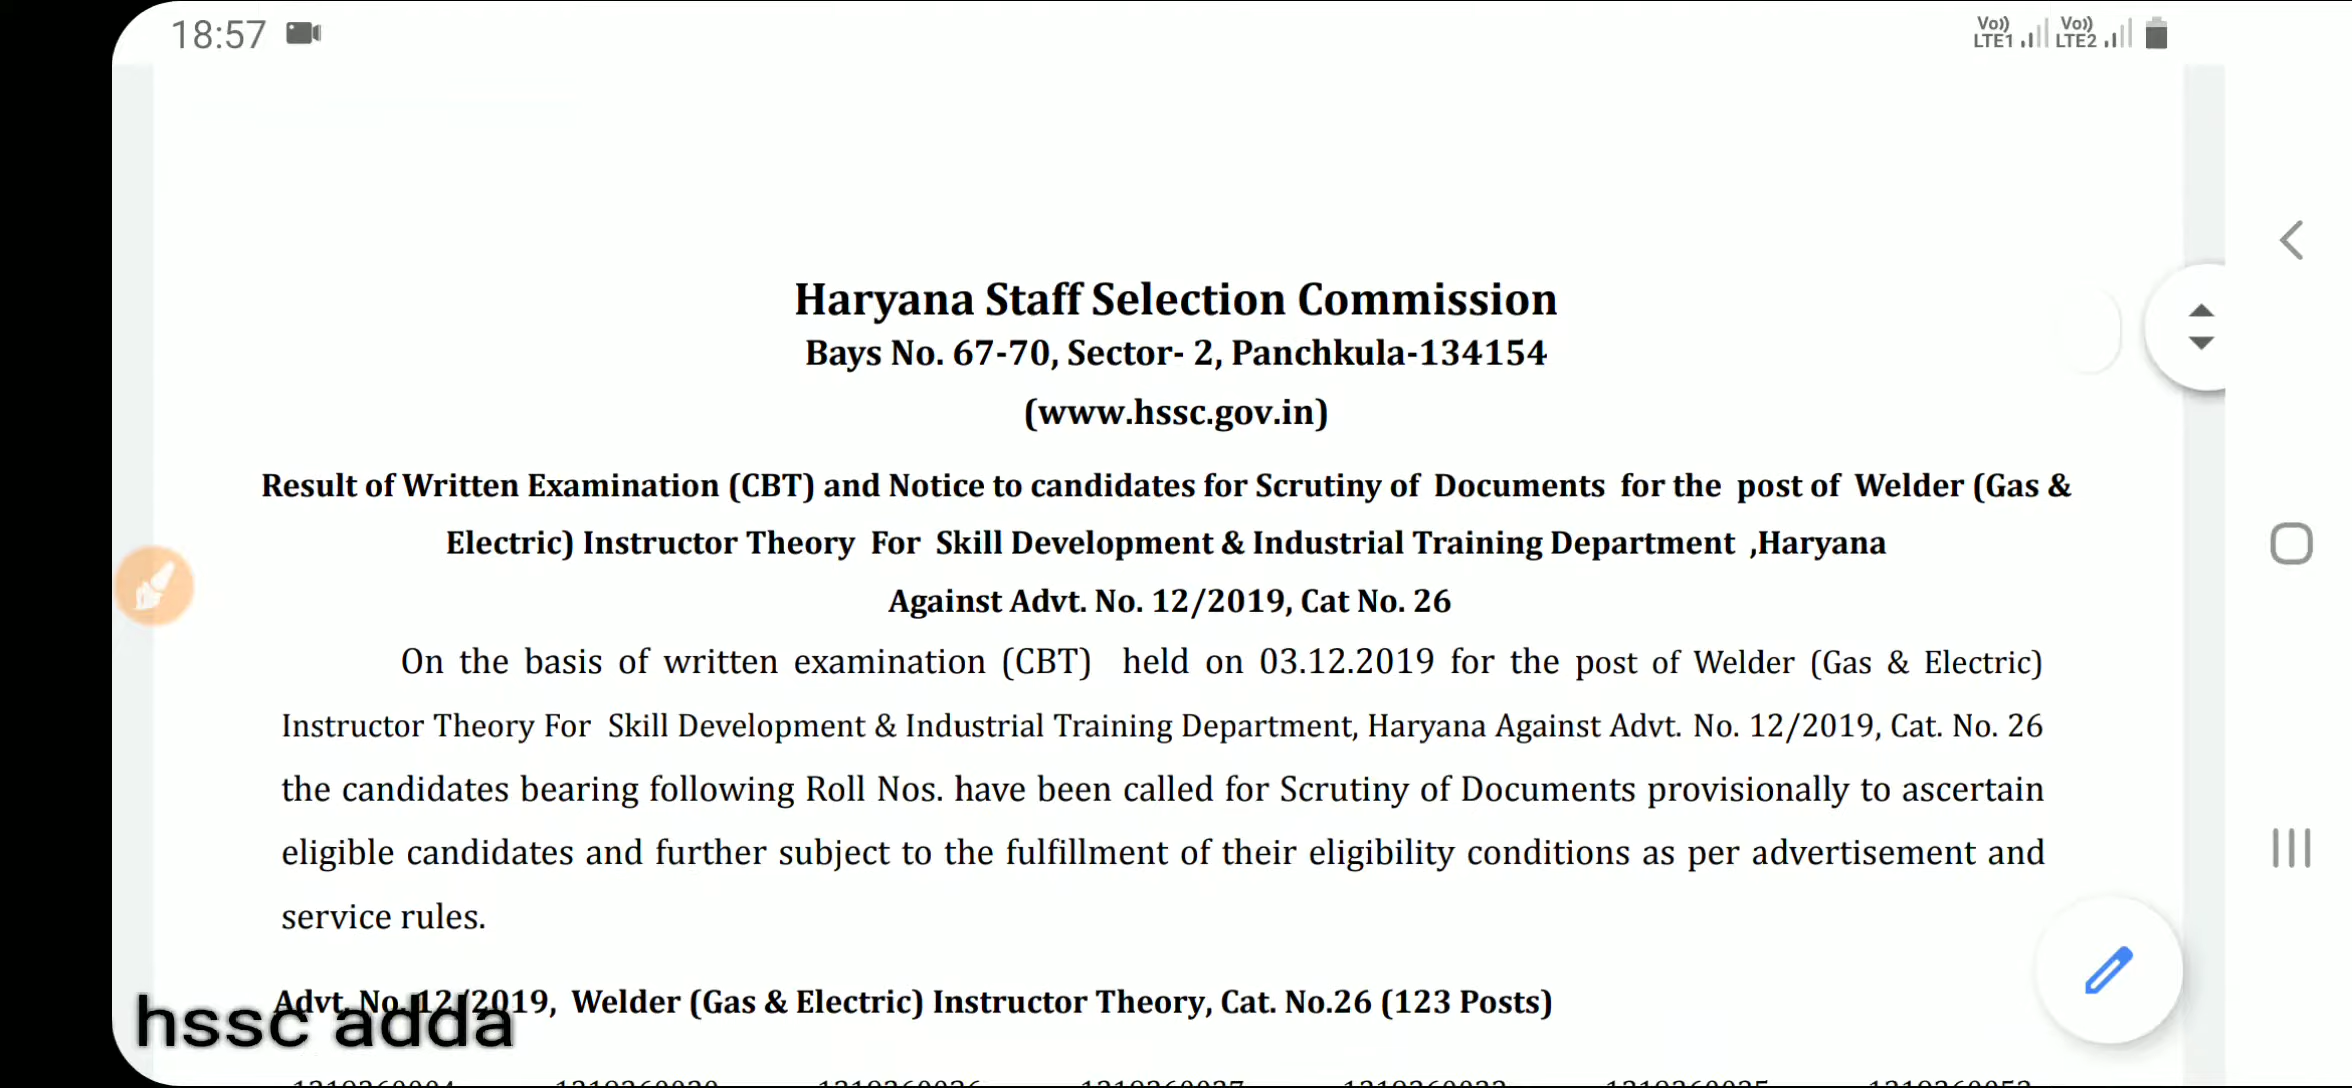 18:57
Vo)) LTE1 Vo)) LTE2
Haryana Staff Selection Commission
Bays No. 67-70, Sector- 2, Panchkula-134154
(www.hssc.gov.in)
Result of Written Examination (CBT) and Notice to candidates for Scrutiny of Documents for the post of Welder (Gas &
Electric) Instructor Theory For Skill Development & Industrial Training Department ,Haryana
Against Advt. No. 12/2019, Cat No. 26
On the basis of written examination (CBT) held on 03.12.2019 for the post of Welder (Gas & Electric)
Instructor Theory For Skill Development & Industrial Training Department, Haryana Against Advt. No. 12/2019, Cat. No. 26
the candidates bearing following Roll Nos. have been called for Scrutiny of Documents provisionally to ascertain
eligible candidates and further subject to the fulfillment of their eligibility conditions as per advertisement and
service rules.
Advt. No. 12/2019, Welder (Gas & Electric) Instructor Theory, Cat. No.26 (123 Posts)
hssc adda